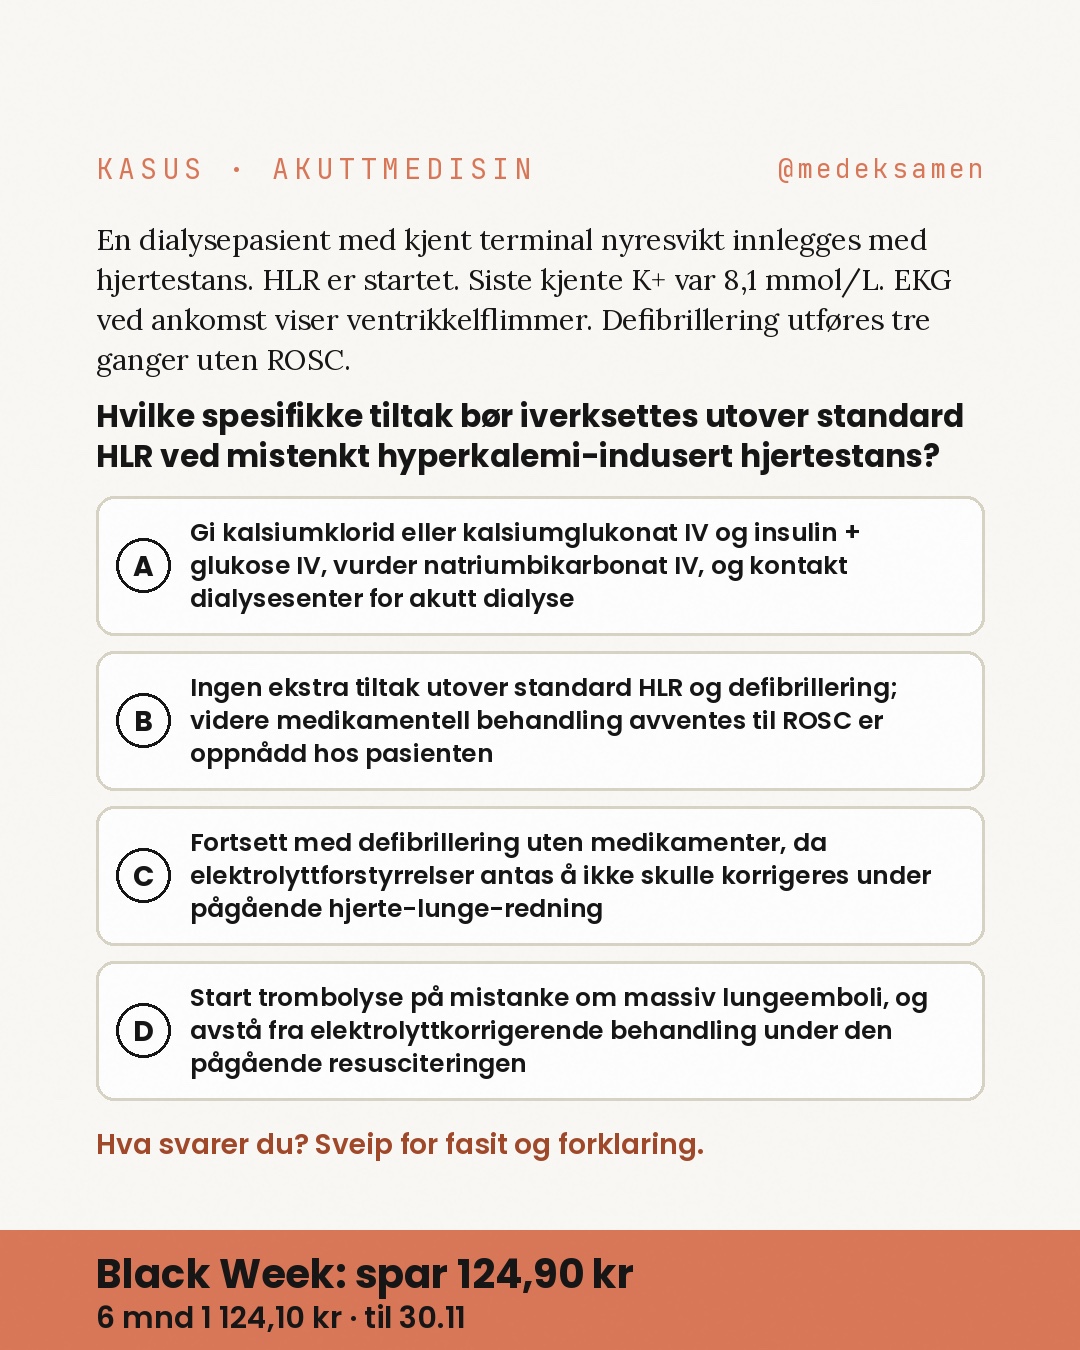 KASUS · AKUTTMEDISIN
@medeksamen
En dialysepasient med kjent terminal nyresvikt innlegges med
hjertestans. HLR er startet. Siste kjente K+ var 8,1 mmol/L. EKG
ved ankomst viser ventrikkelflimmer. Defibrillering utføres tre
ganger uten ROSC.
Hvilke spesifikke tiltak bør iverksettes utover standard
HLR ved mistenkt hyperkalemi-indusert hjertestans?
A
Gi kalsiumklorid eller kalsiumglukonat IV og insulin +
glukose IV, vurder natriumbikarbonat IV, og kontakt
dialysesenter for akutt dialyse
B
Ingen ekstra tiltak utover standard HLR og defibrillering;
videre medikamentell behandling avventes til ROSC er
oppnådd hos pasienten
C
Fortsett med defibrillering uten medikamenter, da
elektrolyttforstyrrelser antas å ikke skulle korrigeres under
pågående hjerte-lunge-redning
D
Start trombolyse på mistanke om massiv lungeemboli, og
avstå fra elektrolyttkorrigerende behandling under den
pågående resusciteringen
Hva svarer du? Sveip for fasit og forklaring.
Black Week: spar 124,90 kr
6 mnd 1 124,10 kr · til 30.11